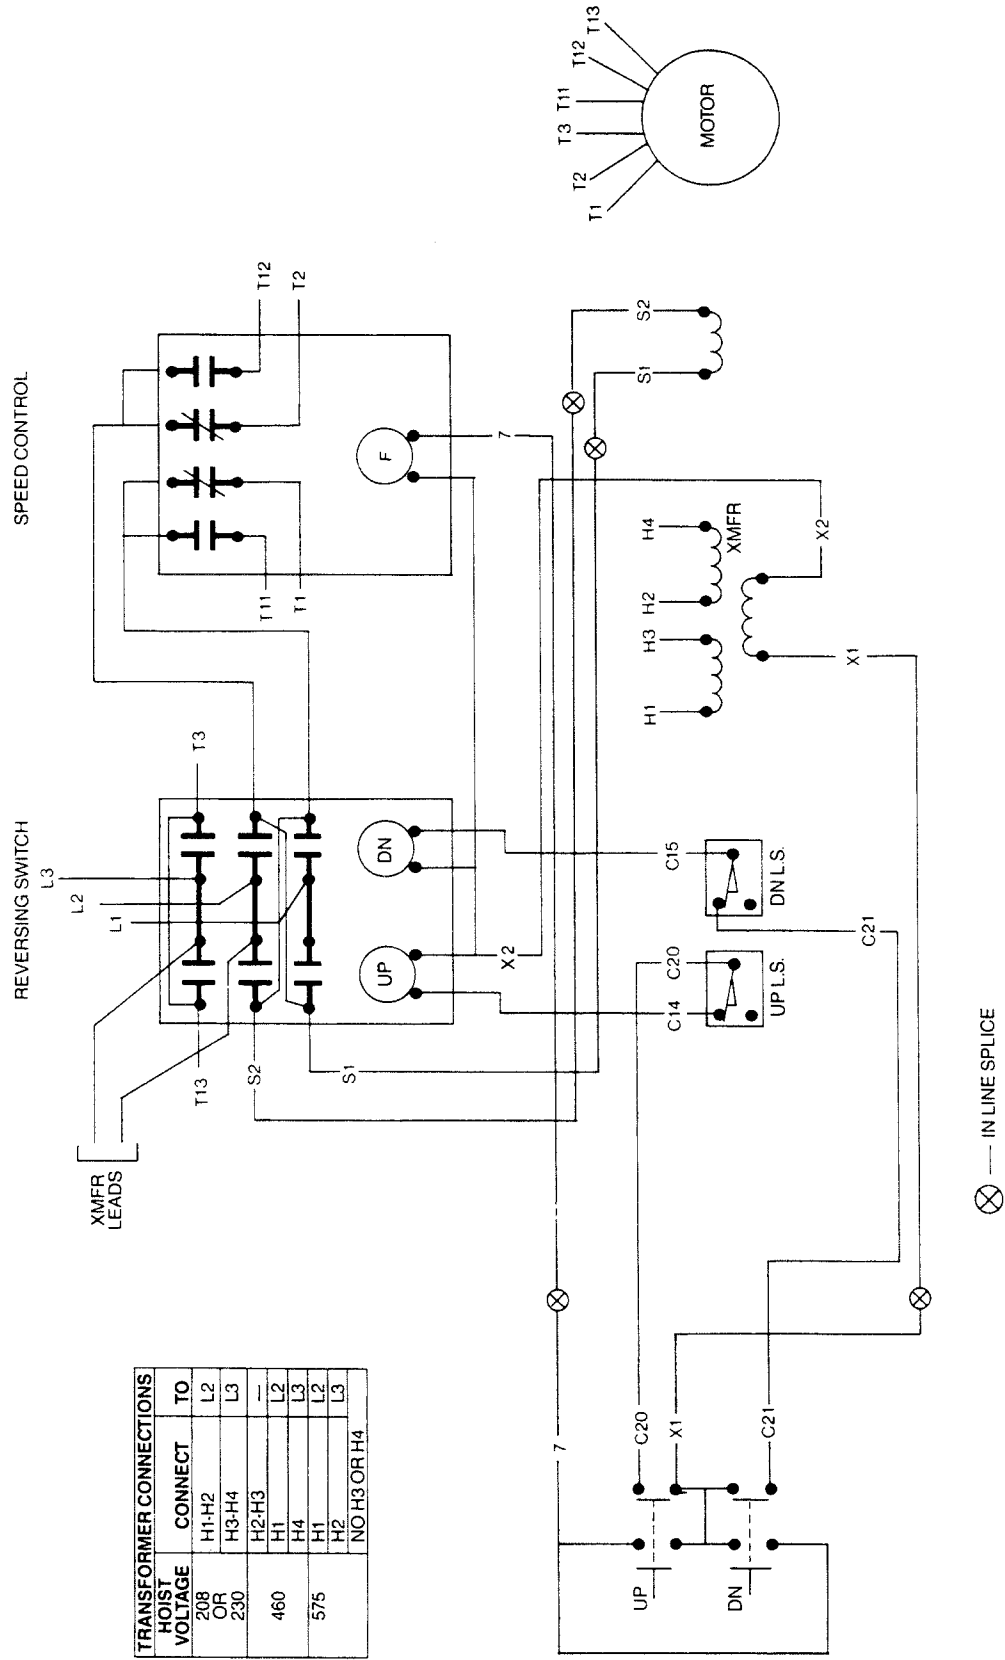 TRANSFORMER CONNECTIONS
HOIST VOLTAGE CONNECT TO
208 OR 230 H1-H2 L2
H3-H4 L3
460 H2-H3 —
H1 L2
H4 L3
575 H1 L2
H2 L3
NO H3 OR H4
REVERSING SWITCH
SPEED CONTROL
XMFR
LEADS
L1
L2
L3
T13
T3
S2
S1
UP
DN
X2
T11
T1
T12
T2
F
7
T1
T2
T3
T11
T12
T13
MOTOR
S1
S2
H1
H3
H2
H4
XMFR
X1
X2
C14
C20
UP L.S.
C15
DN L.S.
C21
7
C20
X1
C21
UP
DN
IN LINE SPLICE